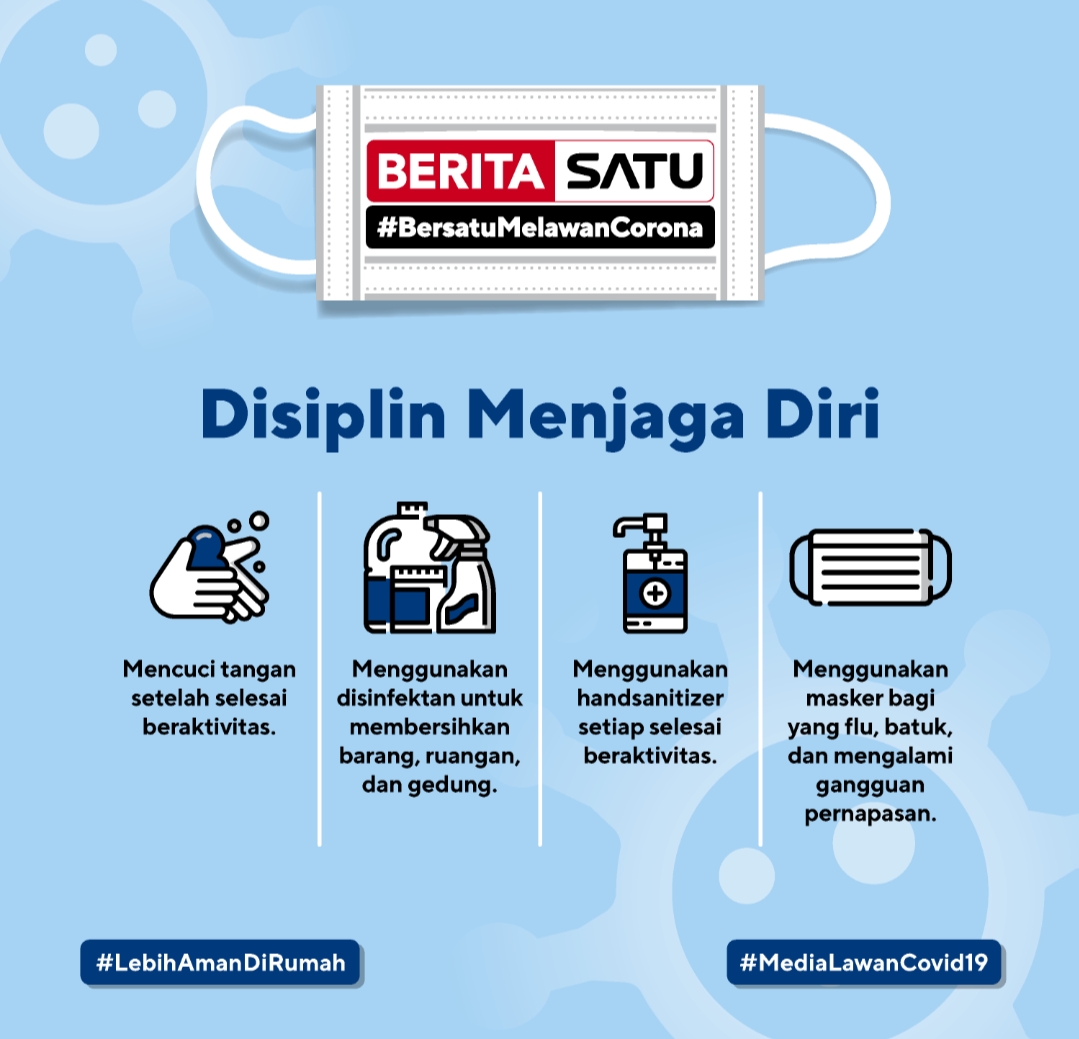 BERITA SATU
#BersatuMelawanCorona
Disiplin Menjaga Diri
Mencuci tangan
setelah selesai
beraktivitas.
Menggunakan
disinfektan untuk
membersihkan
barang, ruangan,
dan gedung.
Menggunakan
handsanitizer
setiap selesai
beraktivitas.
Menggunakan
masker bagi
yang flu, batuk,
dan mengalami
gangguan
pernapasan.
#LebihAmanDiRumah
#MediaLawanCovid19